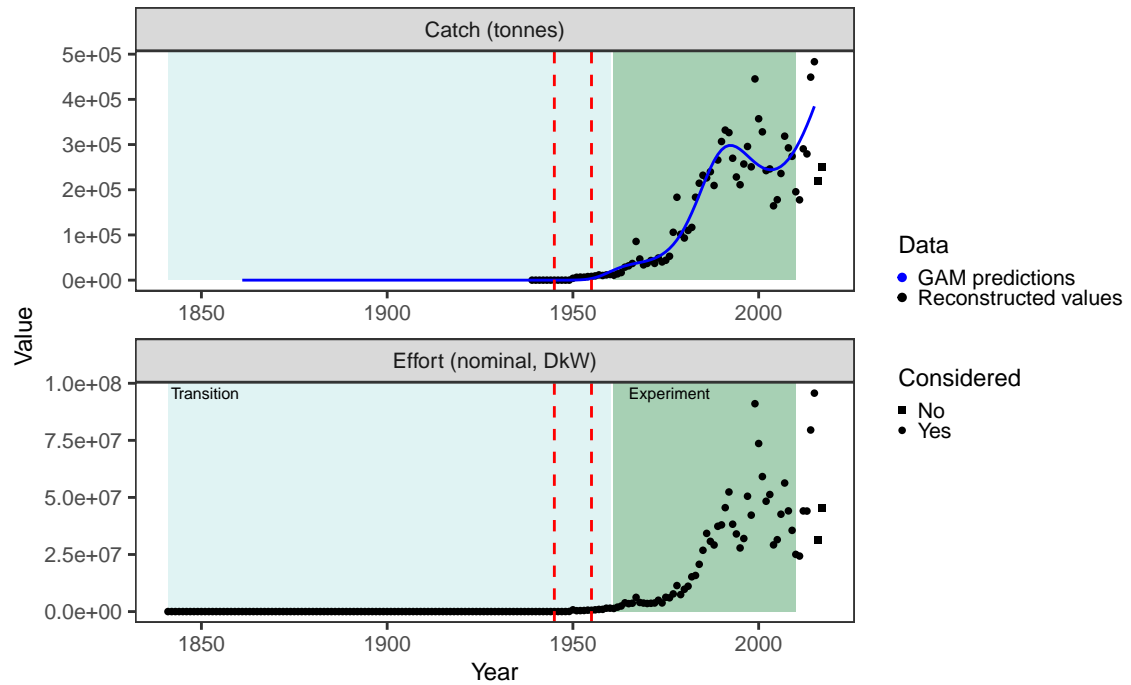 Catch (tonnes)
5e+05
4e+05
3e+05
2e+05
1e+05
0e+00
1850 1900 1950 2000
Value
Effort (nominal, DkW)
Transition Experiment
1.0e+08
7.5e+07
5.0e+07
2.5e+07
0.0e+00
1850 1900 1950 2000
Year
Data
GAM predictions
Reconstructed values
Considered
No
Yes